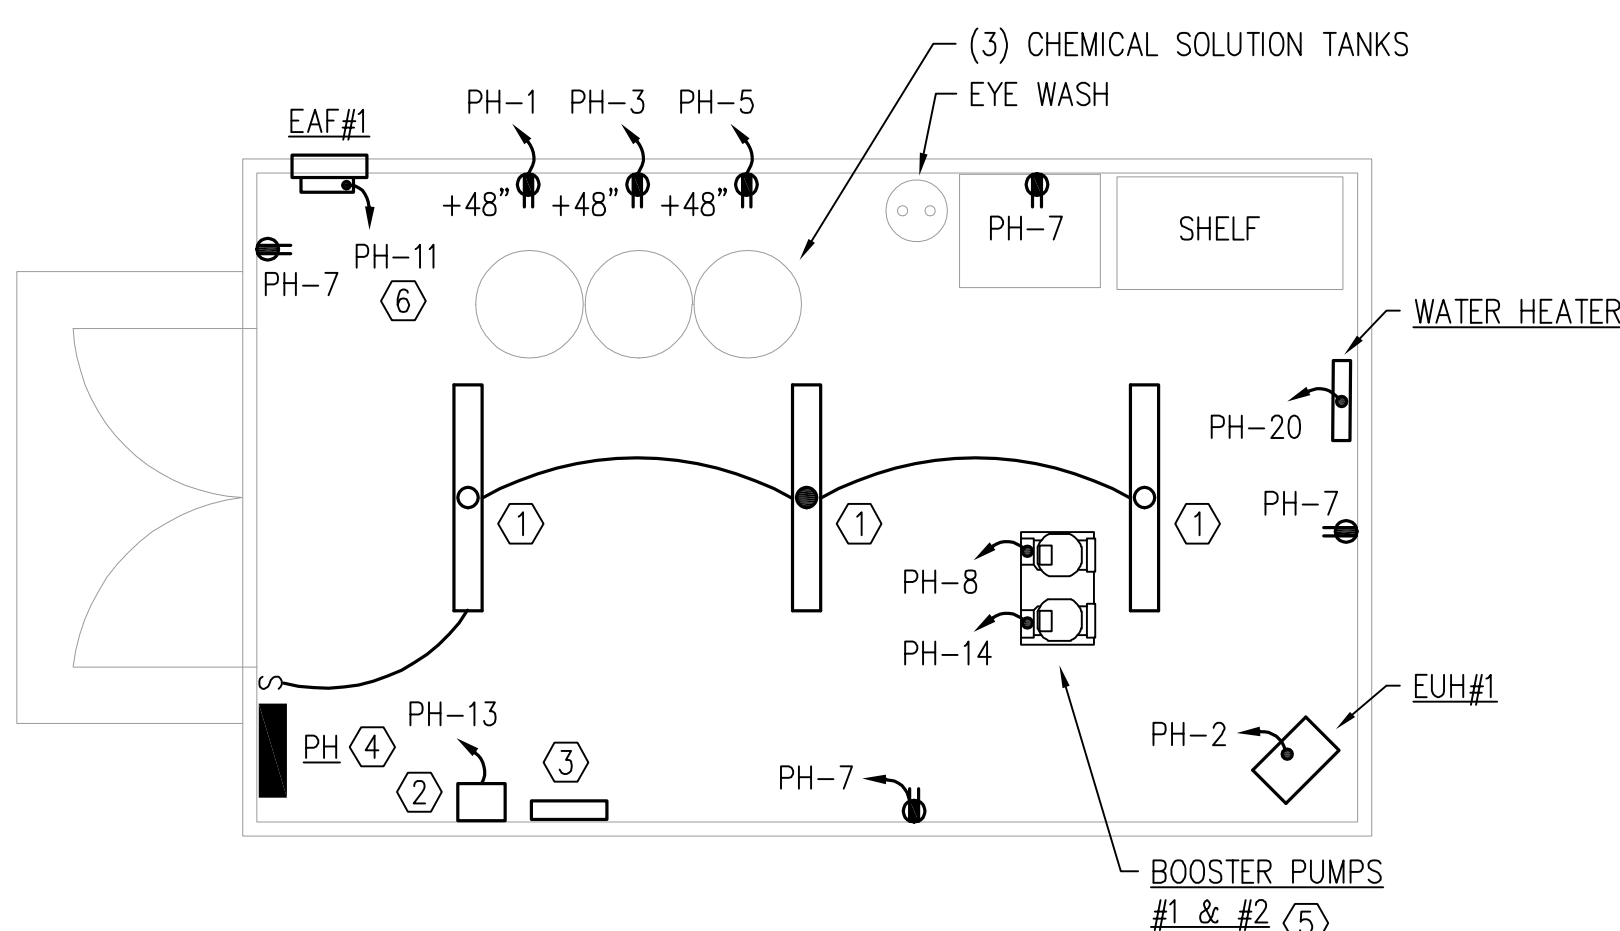 (3) CHEMICAL SOLUTION TANKS
EYE WASH
EAF#1
PH-1
PH-3
PH-5
+48"
+48"
+48"
PH-7
SHELF
PH-11
6
PH-7
WATER HEATER
PH-20
PH-7
1
1
1
PH-8
PH-14
S
PH
4
PH-13
2
3
PH-7
PH-2
EUH#1
BOOSTER PUMPS
#1 & #2 5